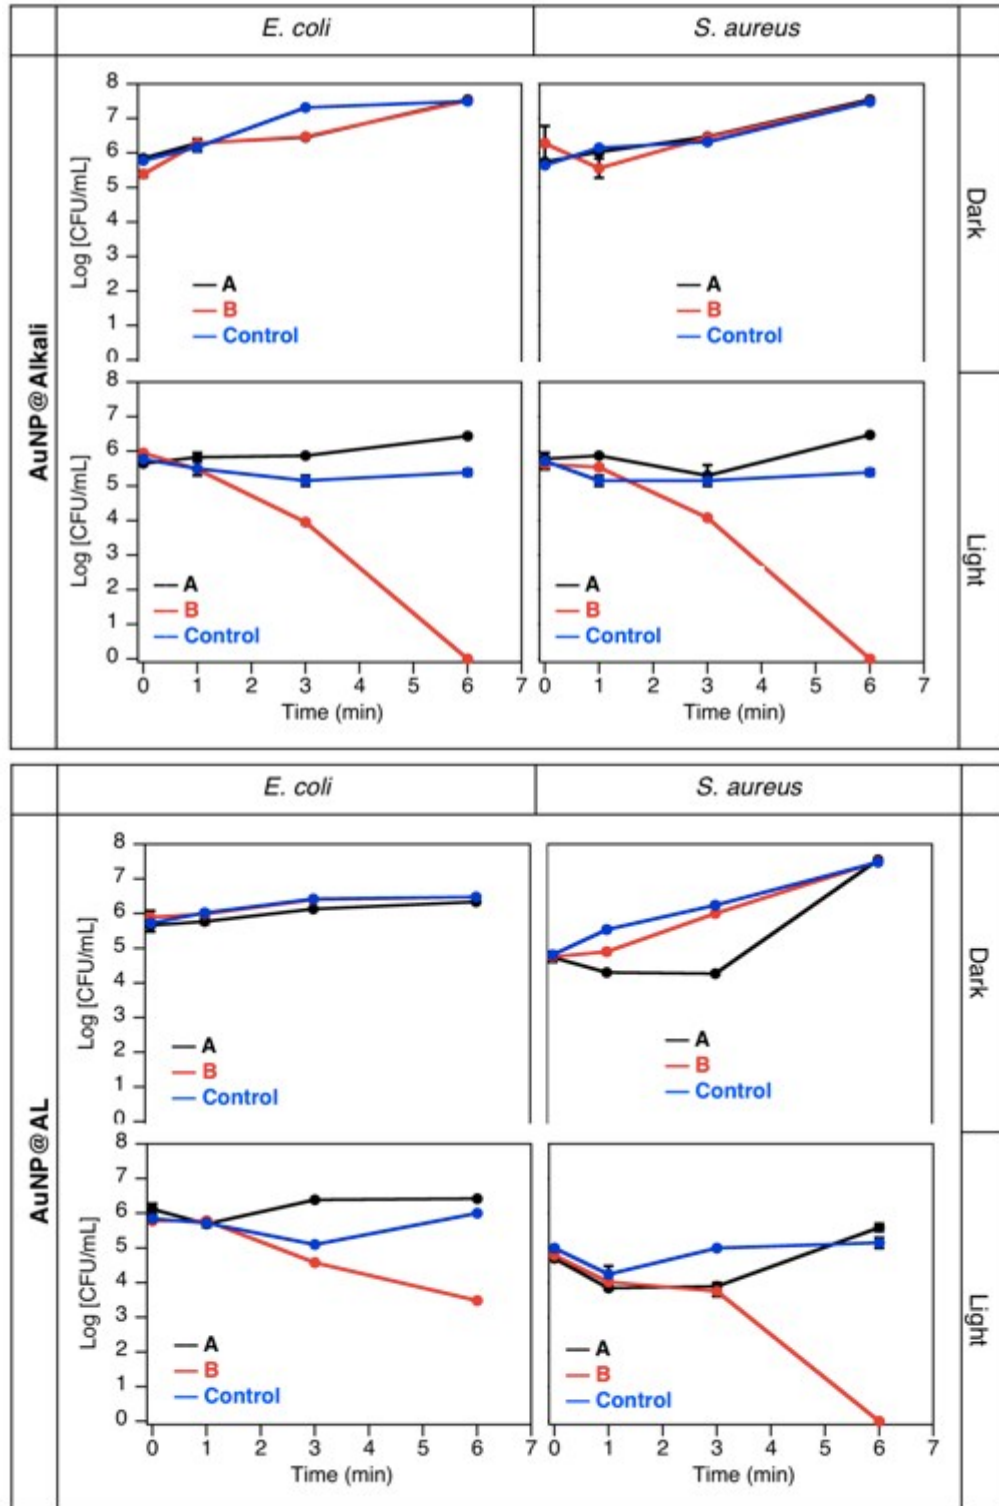 E. coli
S. aureus
AuNP@Alkali
Dark
Light
Log [CFU/mL]
8
7
6
5
4
3
2
1
0
A
B
Control
A
B
Control
Log [CFU/mL]
8
7
6
5
4
3
2
1
0
A
B
Control
A
B
Control
0 1 2 3 4 5 6 7
Time (min)
0 1 2 3 4 5 6 7
Time (min)
E. coli
S. aureus
AuNP@AL
Dark
Light
Log [CFU/mL]
8
7
6
5
4
3
2
1
0
A
B
Control
A
B
Control
Log [CFU/mL]
8
7
6
5
4
3
2
1
0
A
B
Control
A
B
Control
0 1 2 3 4 5 6 7
Time (min)
0 1 2 3 4 5 6 7
Time (min)